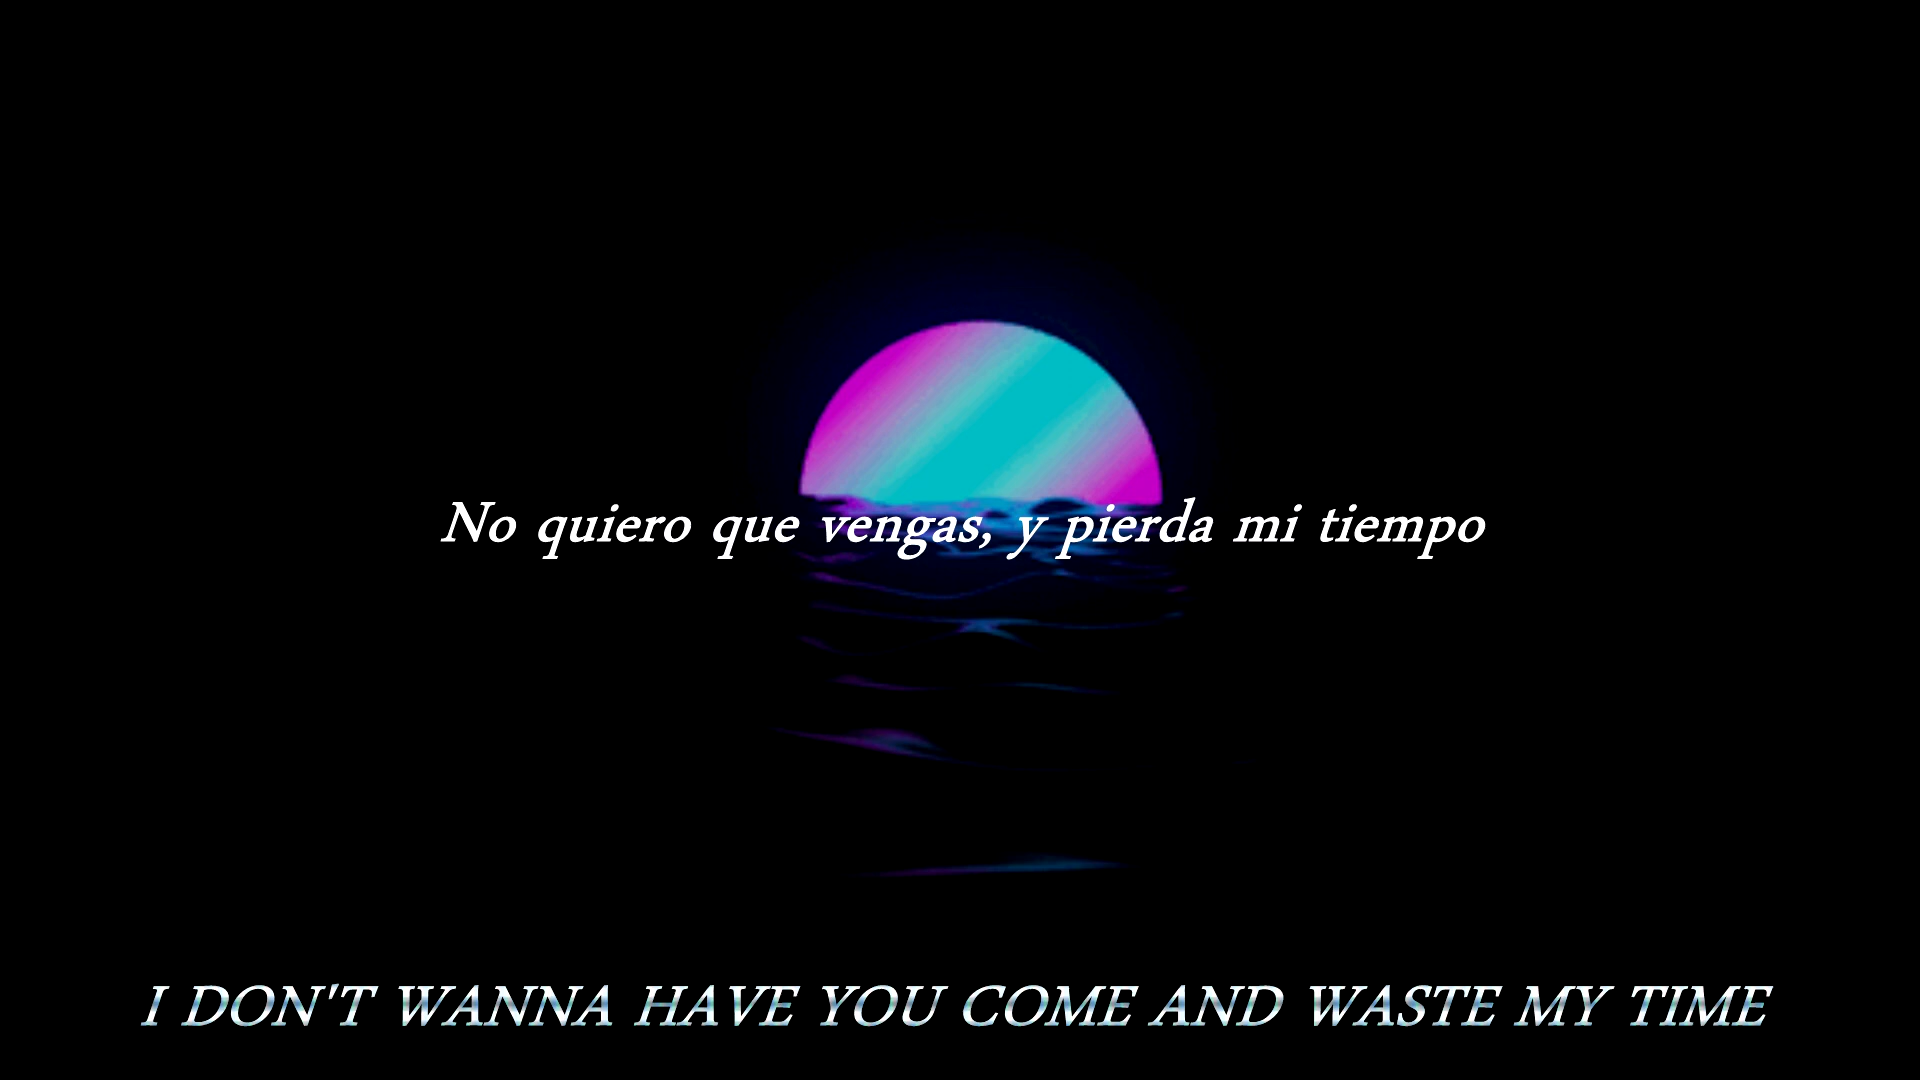 No quiero que vengas, y pierda mi tiempo
I DON'T WANNA HAVE YOU COME AND WASTE MY TIME